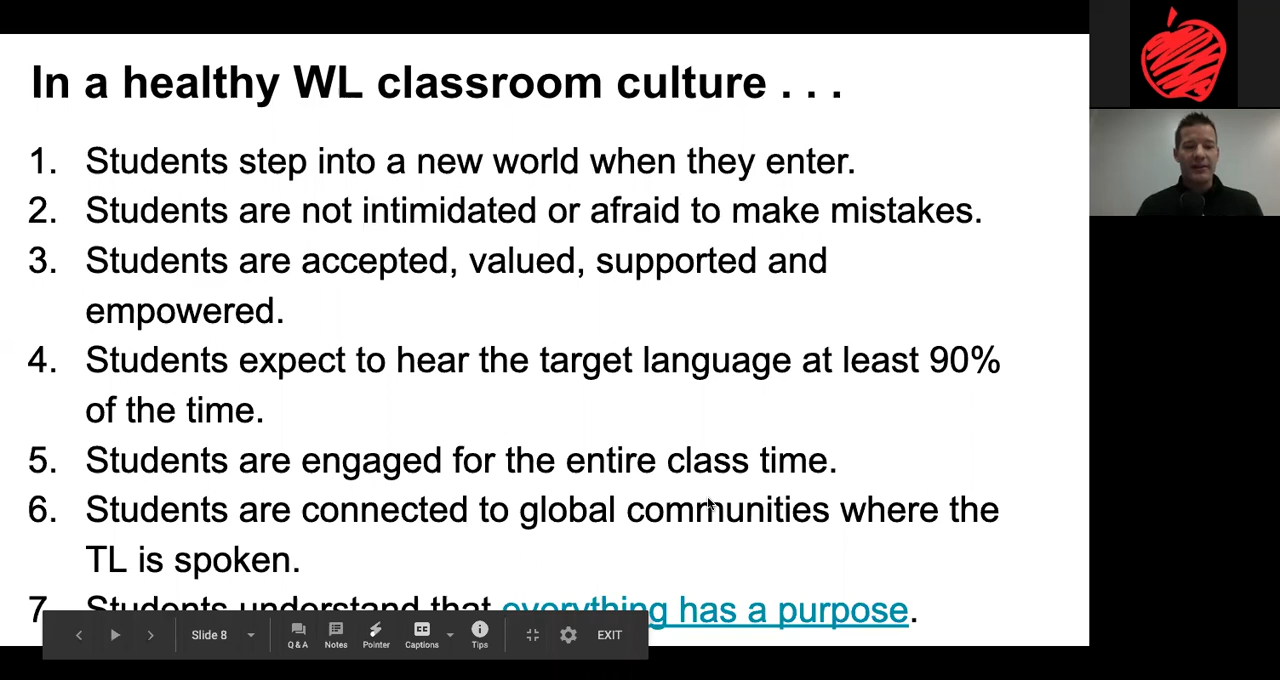 In a healthy WL classroom culture . . .
1. Students step into a new world when they enter.
2. Students are not intimidated or afraid to make mistakes.
3. Students are accepted, valued, supported and
empowered.
4. Students expect to hear the target language at least 90%
of the time.
5. Students are engaged for the entire class time.
6. Students are connected to global communities where the
TL is spoken.
7. Students understand that everything has a purpose.
Slide 8
Q&A
Notes
Pointer
Captions
Tips
EXIT